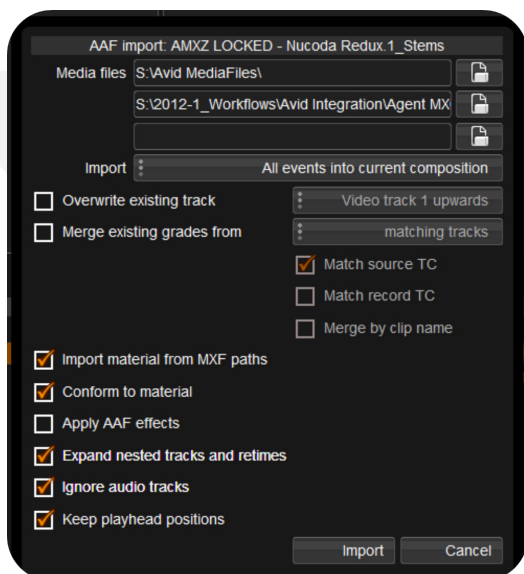 AAF import: AMXZ LOCKED - Nucoda Redux.1_Stems
Media files S:\Avid MediaFiles\
S:\2012-1_Workflows\Avid Integration\Agent MX
Import All events into current composition
Overwrite existing track Video track 1 upwards
Merge existing grades from matching tracks
Match source TC
Match record TC
Merge by clip name
Import material from MXF paths
Conform to material
Apply AAF effects
Expand nested tracks and retimes
Ignore audio tracks
Keep playhead positions
Import Cancel